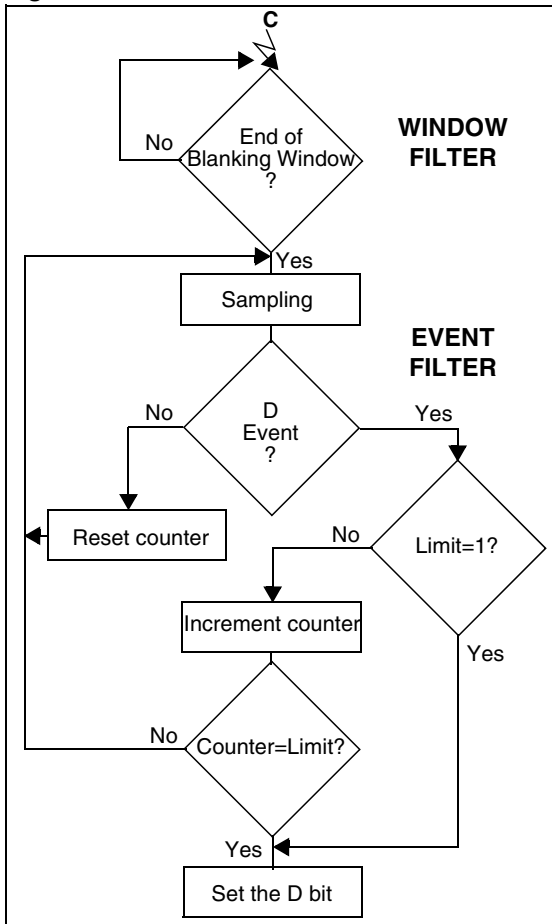 C
No
End of
Blanking Window
?
WINDOW
FILTER
Yes
Sampling
EVENT
FILTER
No
D
Event
?
Yes
Reset counter
No
Limit=1?
Increment counter
Yes
No
Counter=Limit?
Yes
Set the D bit